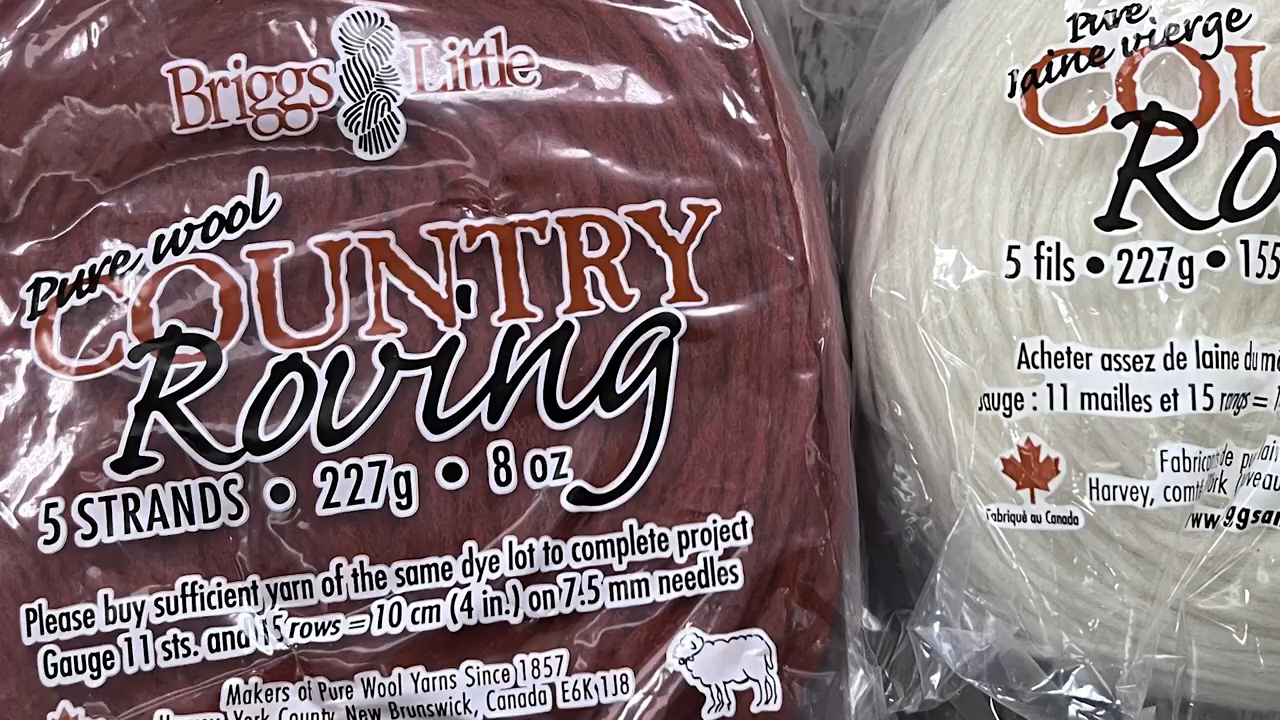 Briggs Little
Pure wool
COUNTRY
Roving
5 STRANDS • 227g • 8 oz
Please buy sufficient yarn of the same dye lot to complete project
Gauge 11 sts. and 15 rows = 10 cm (4 in.) on 7.5 mm needles
Makers of Pure Wool Yarns Since 1857
York County, New Brunswick, Canada E6K 1J8
Pure
laine vierge
COU
Ro
5 fils • 227g • 155
Acheter assez de laine du
Jauge : 11 mailles et 15 rangs =
Harvey,
Fabriqué au Canada